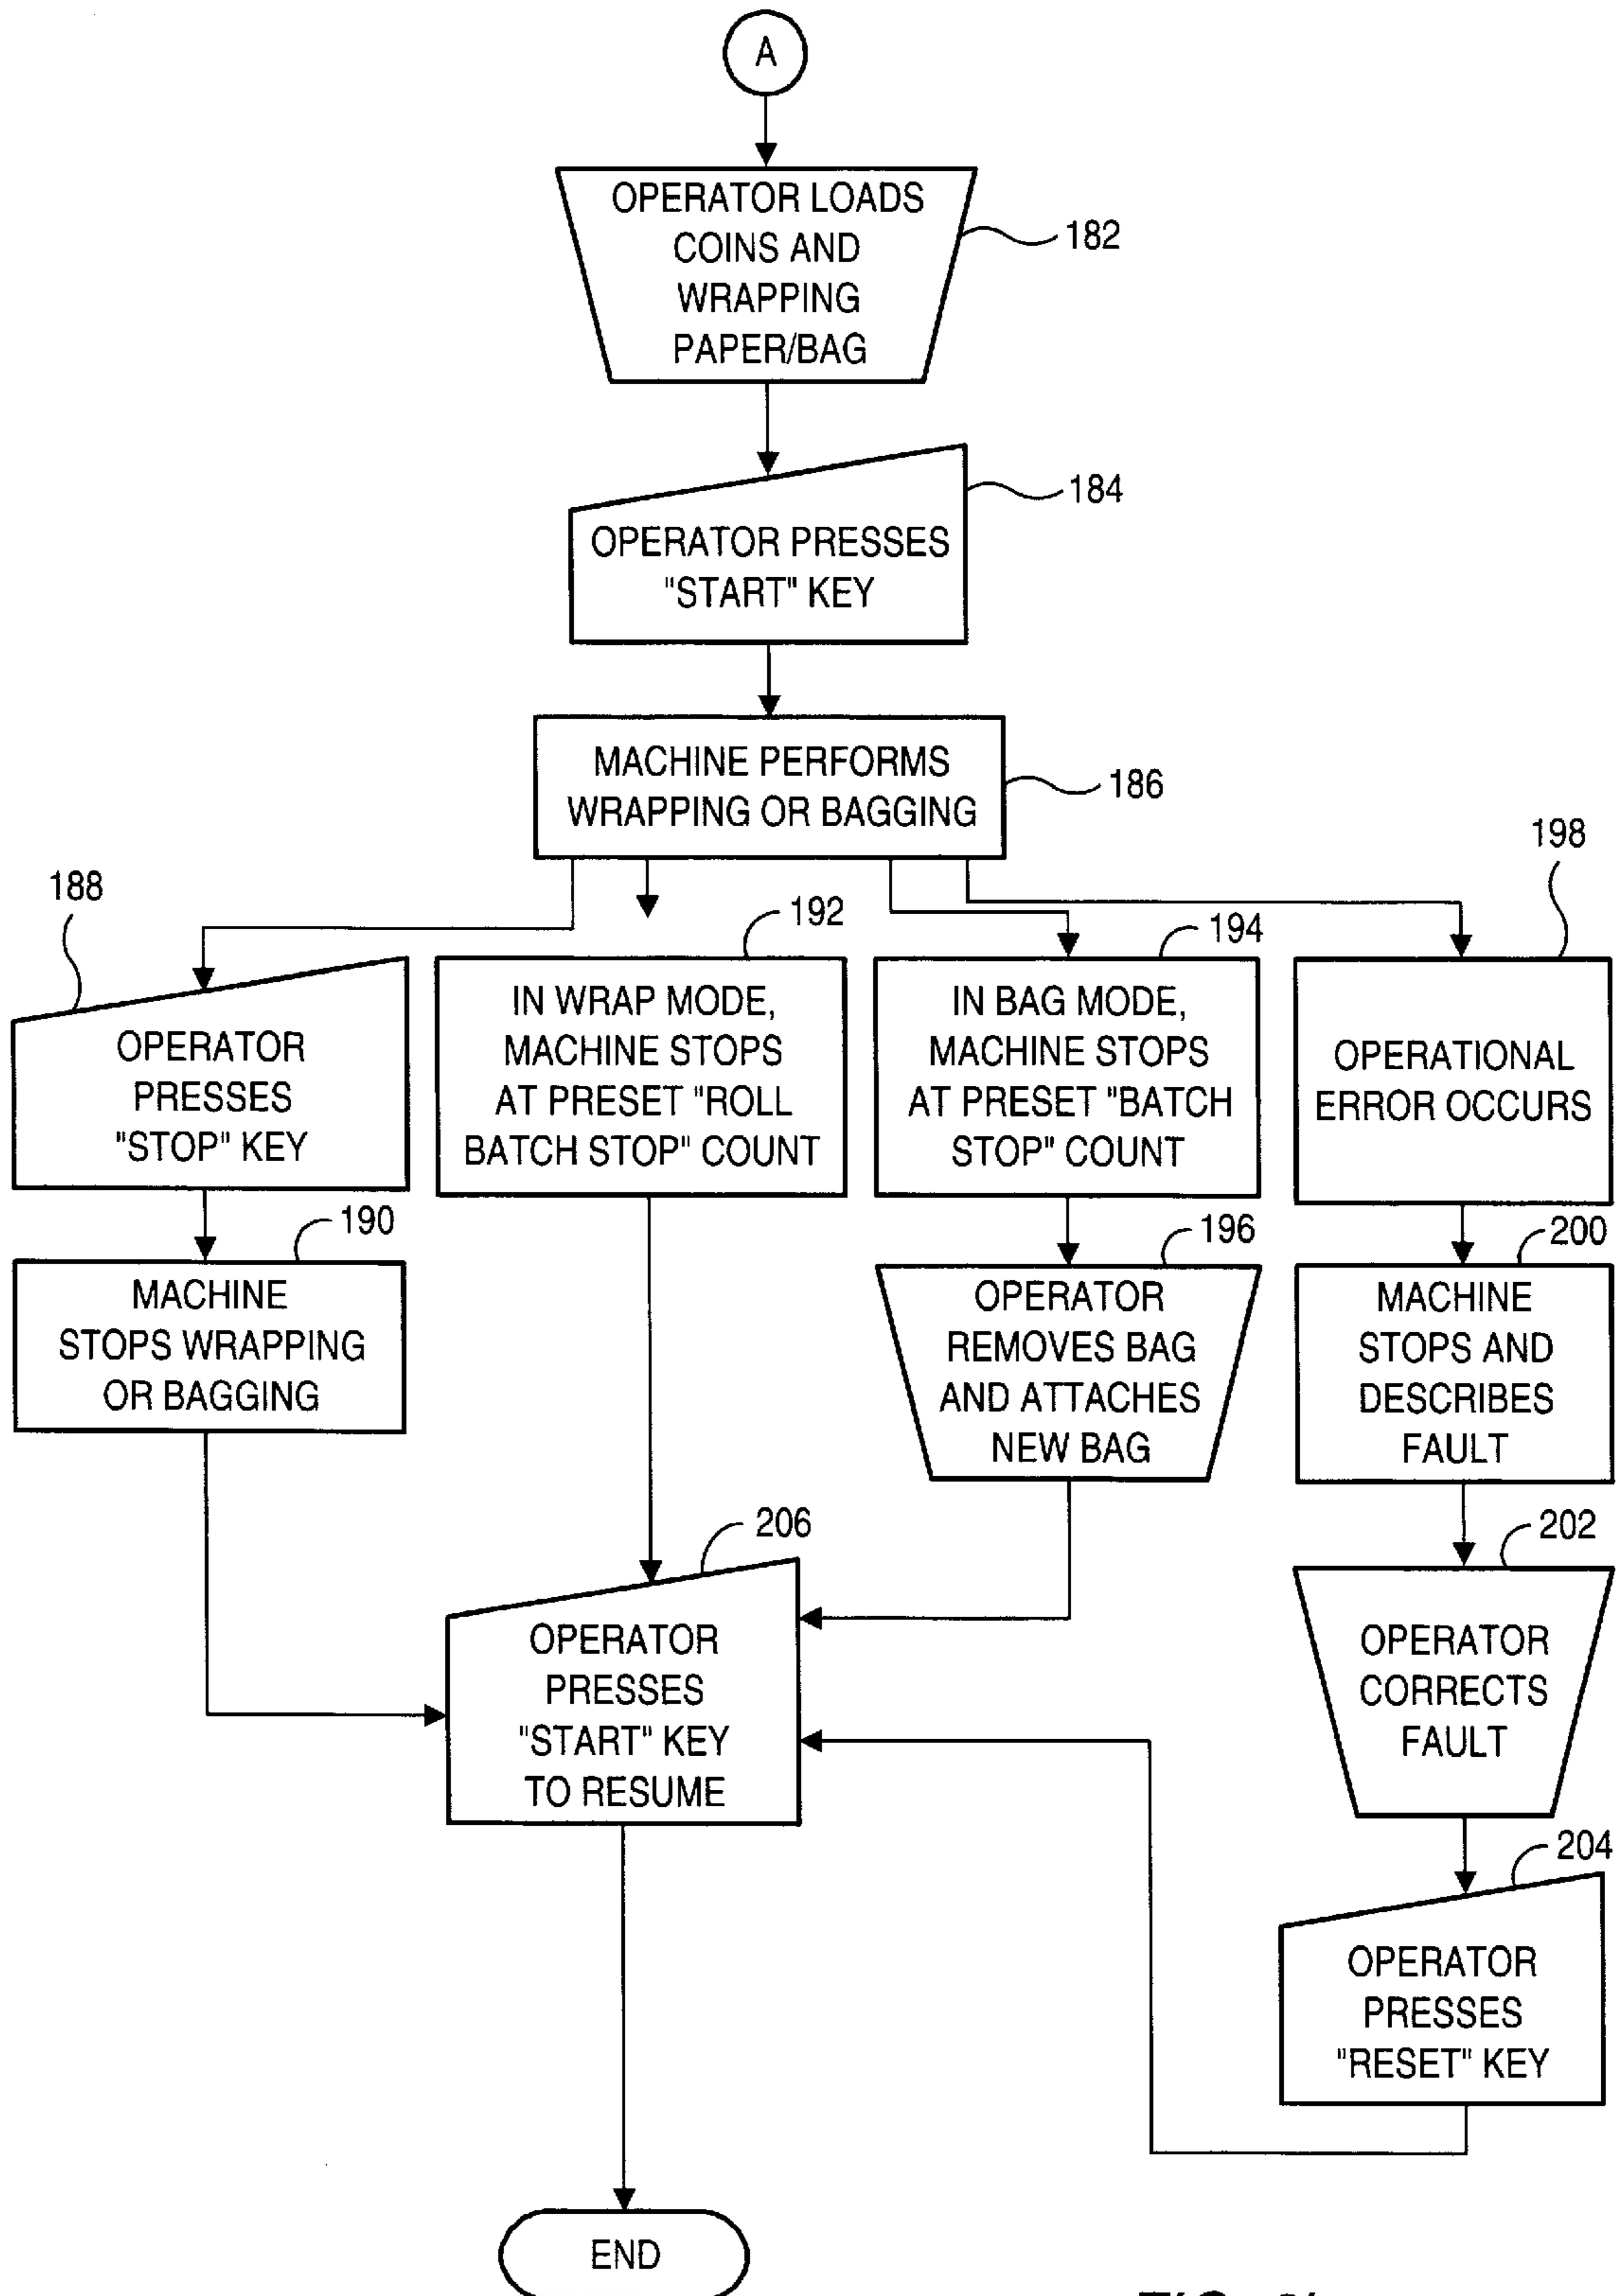 A
OPERATOR LOADS
COINS AND
WRAPPING
PAPER/BAG
182
OPERATOR PRESSES
"START" KEY
184
MACHINE PERFORMS
WRAPPING OR BAGGING
186
188
OPERATOR
PRESSES
"STOP" KEY
190
MACHINE
STOPS WRAPPING
OR BAGGING
192
IN WRAP MODE,
MACHINE STOPS
AT PRESET "ROLL
BATCH STOP" COUNT
194
IN BAG MODE,
MACHINE STOPS
AT PRESET "BATCH
STOP" COUNT
196
OPERATOR
REMOVES BAG
AND ATTACHES
NEW BAG
198
OPERATIONAL
ERROR OCCURS
200
MACHINE
STOPS AND
DESCRIBES
FAULT
202
OPERATOR
CORRECTS
FAULT
204
OPERATOR
PRESSES
"RESET" KEY
206
OPERATOR
PRESSES
"START" KEY
TO RESUME
END